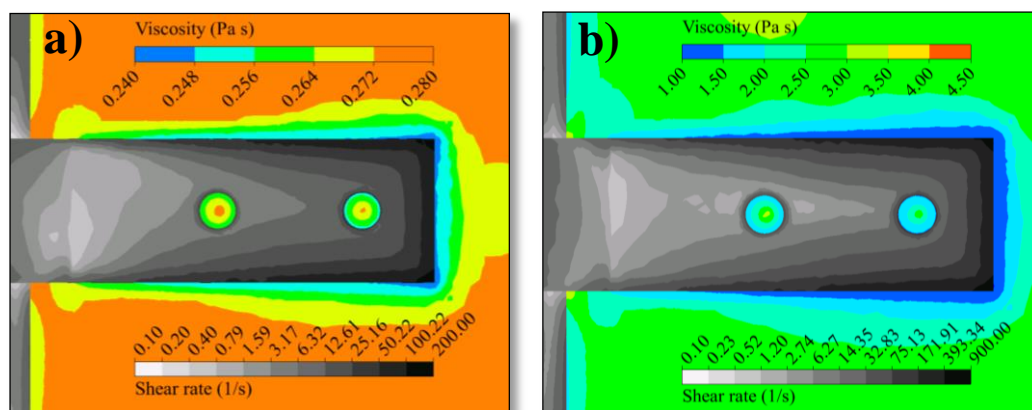 a)
Viscosity (Pa s)
0.240 0.248 0.256 0.264 0.272 0.280
0.10 0.20 0.40 0.79 1.59 3.17 6.32 12.61 25.16 50.22 100.22 200.00
Shear rate (1/s)
b)
Viscosity (Pa s)
1.00 1.50 2.00 2.50 3.00 3.50 4.00 4.50
0.10 0.23 0.52 1.20 2.74 6.27 14.35 32.83 75.13 171.91 393.34 900.00
Shear rate (1/s)